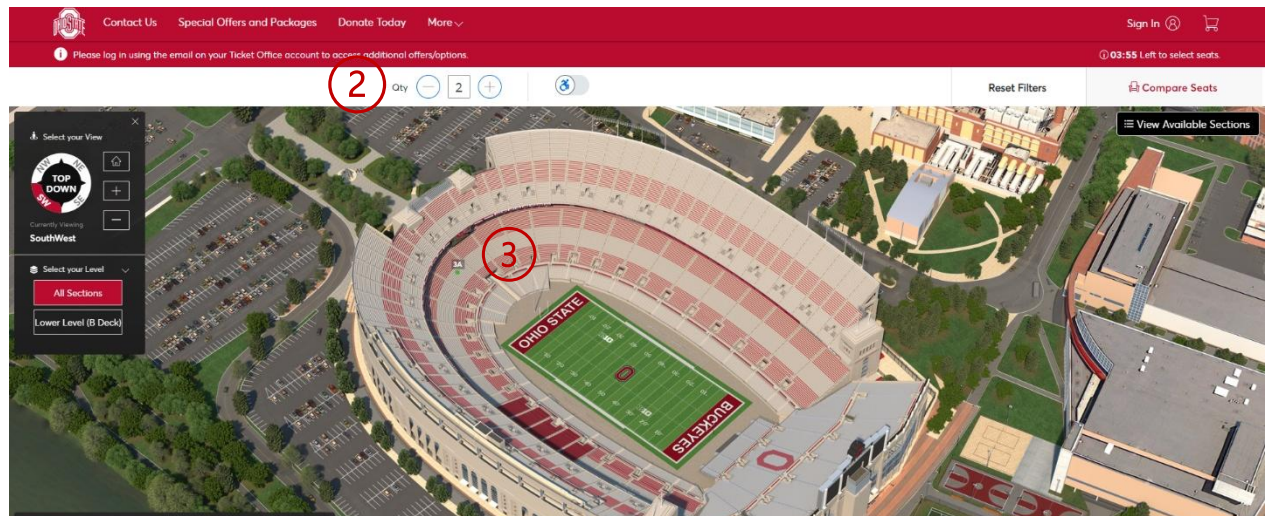 OHIO STATE
Contact Us Special Offers and Packages Donate Today More
Sign In
Please log in using the email on your Ticket Office account to access additional offers/options.
03:55 Left to select seats.
2 Qty 2
Reset Filters
Compare Seats
Select your View
View Available Sections
NW NE
TOP
DOWN
SW SE
Currently Viewing
SouthWest
Select your Level
All Sections
Lower Level (B Deck)
3A
3
OHIO STATE
O
BUCKEYES